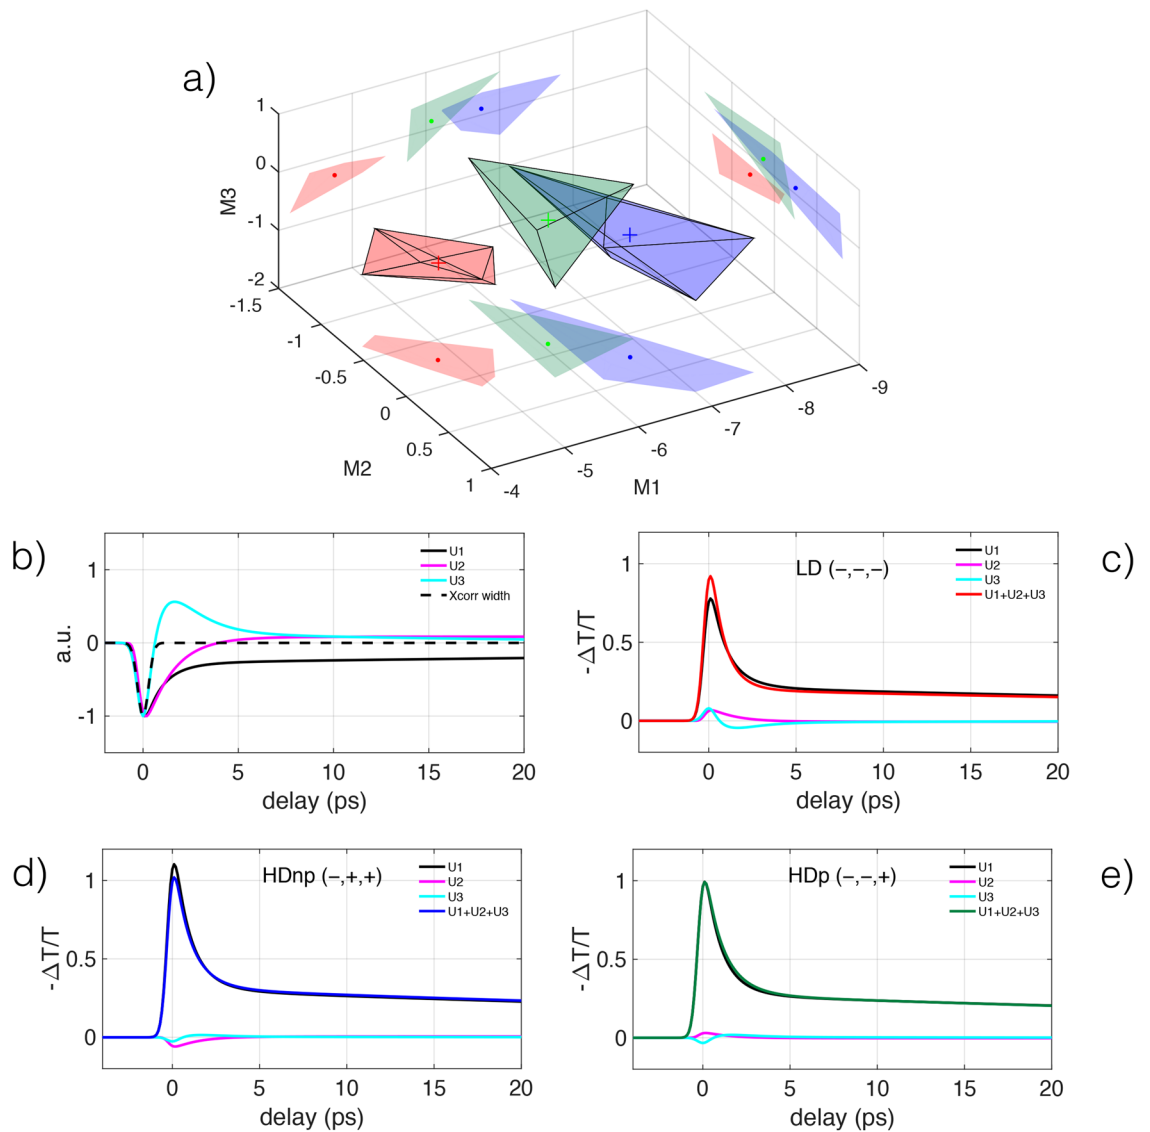 a)
1
0
-1
-2
M3
-1.5
-1
-0.5
0
0.5
1
M2
-4
-5
-6
-7
-8
-9
M1
b)
1
0
-1
a.u.
U1
U2
U3
Xcorr width
0
5
10
15
20
delay (ps)
c)
LD (−,−,−)
1
0.5
0
-ΔT/T
U1
U2
U3
U1+U2+U3
0
5
10
15
20
delay (ps)
d)
HDnp (−,+,+)
1
0.5
0
-ΔT/T
U1
U2
U3
U1+U2+U3
0
5
10
15
20
delay (ps)
e)
HDp (−,−,+)
1
0.5
0
-ΔT/T
U1
U2
U3
U1+U2+U3
0
5
10
15
20
delay (ps)